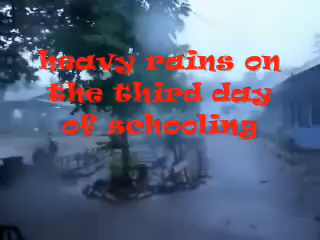 heavy rains on
the third day
of schooling